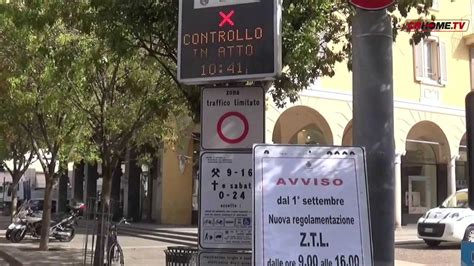 HOME.TV
CONTROLLO
IN ATTO
10:41
zona
traffico limitato
9-16
e sabato
0-24
AVVISO
dal 1° settembre
Nuova regolamentazione
Z.T.L.
dalle ore 9.00 alle 16.00